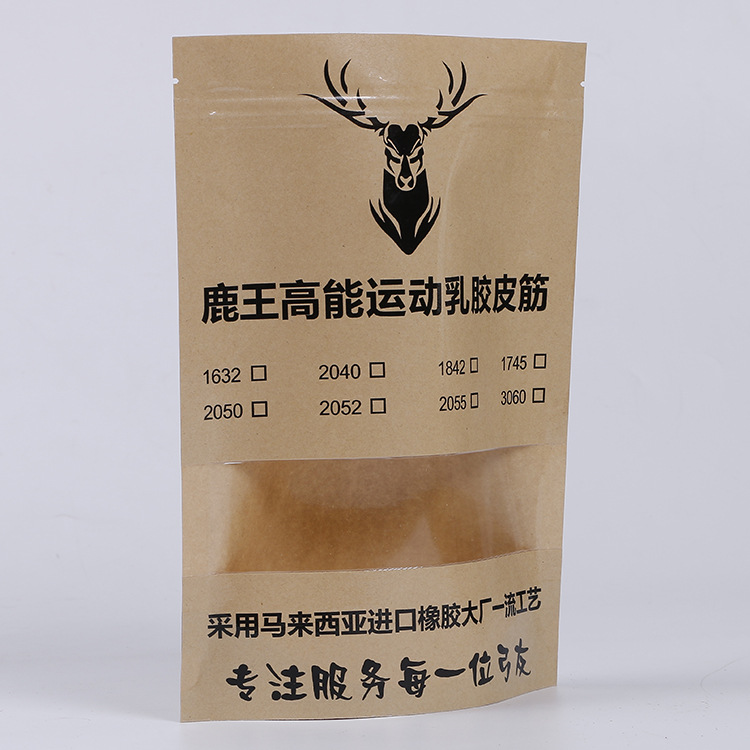 鹿王高能运动乳胶皮筋
1632 □ 2040 □ 1842 □ 1745 □
2050 □ 2052 □ 2055 □ 3060 □
采用马来西亚进口橡胶大厂一流工艺
专注服务每一位弓友